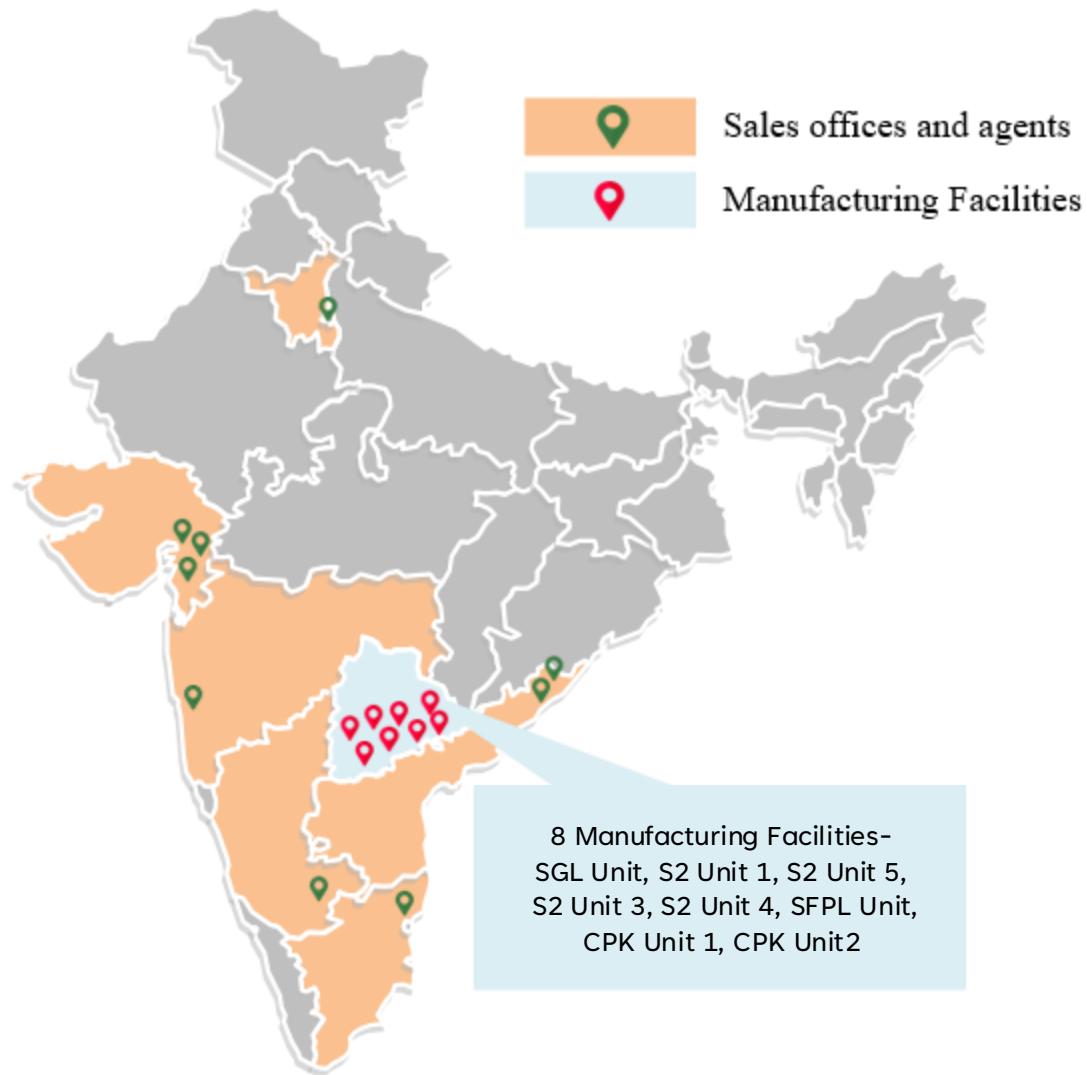 Sales offices and agents
Manufacturing Facilities
8 Manufacturing Facilities-
SGL Unit, S2 Unit 1, S2 Unit 5,
S2 Unit 3, S2 Unit 4, SFPL Unit,
CPK Unit 1, CPK Unit2